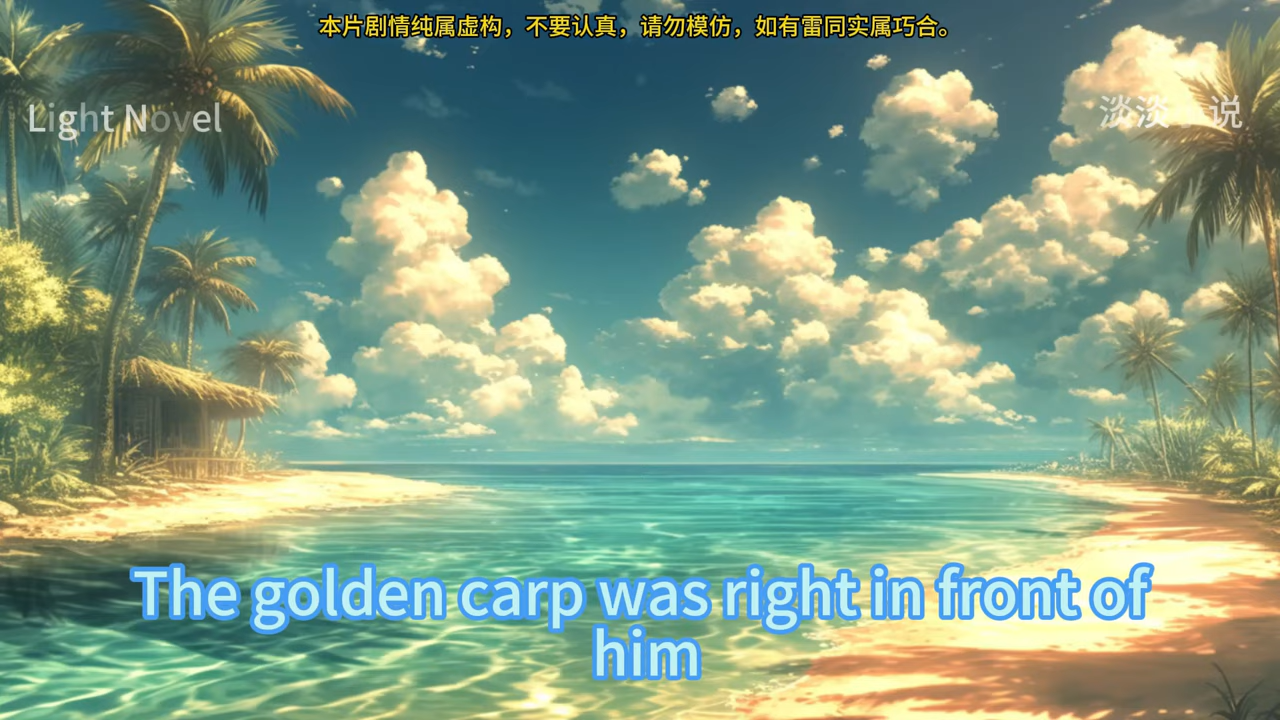 本片剧情纯属虚构，不要认真，请勿模仿，如有雷同实属巧合。
Light Novel
淡淡小说
The golden carp was right in front of
him